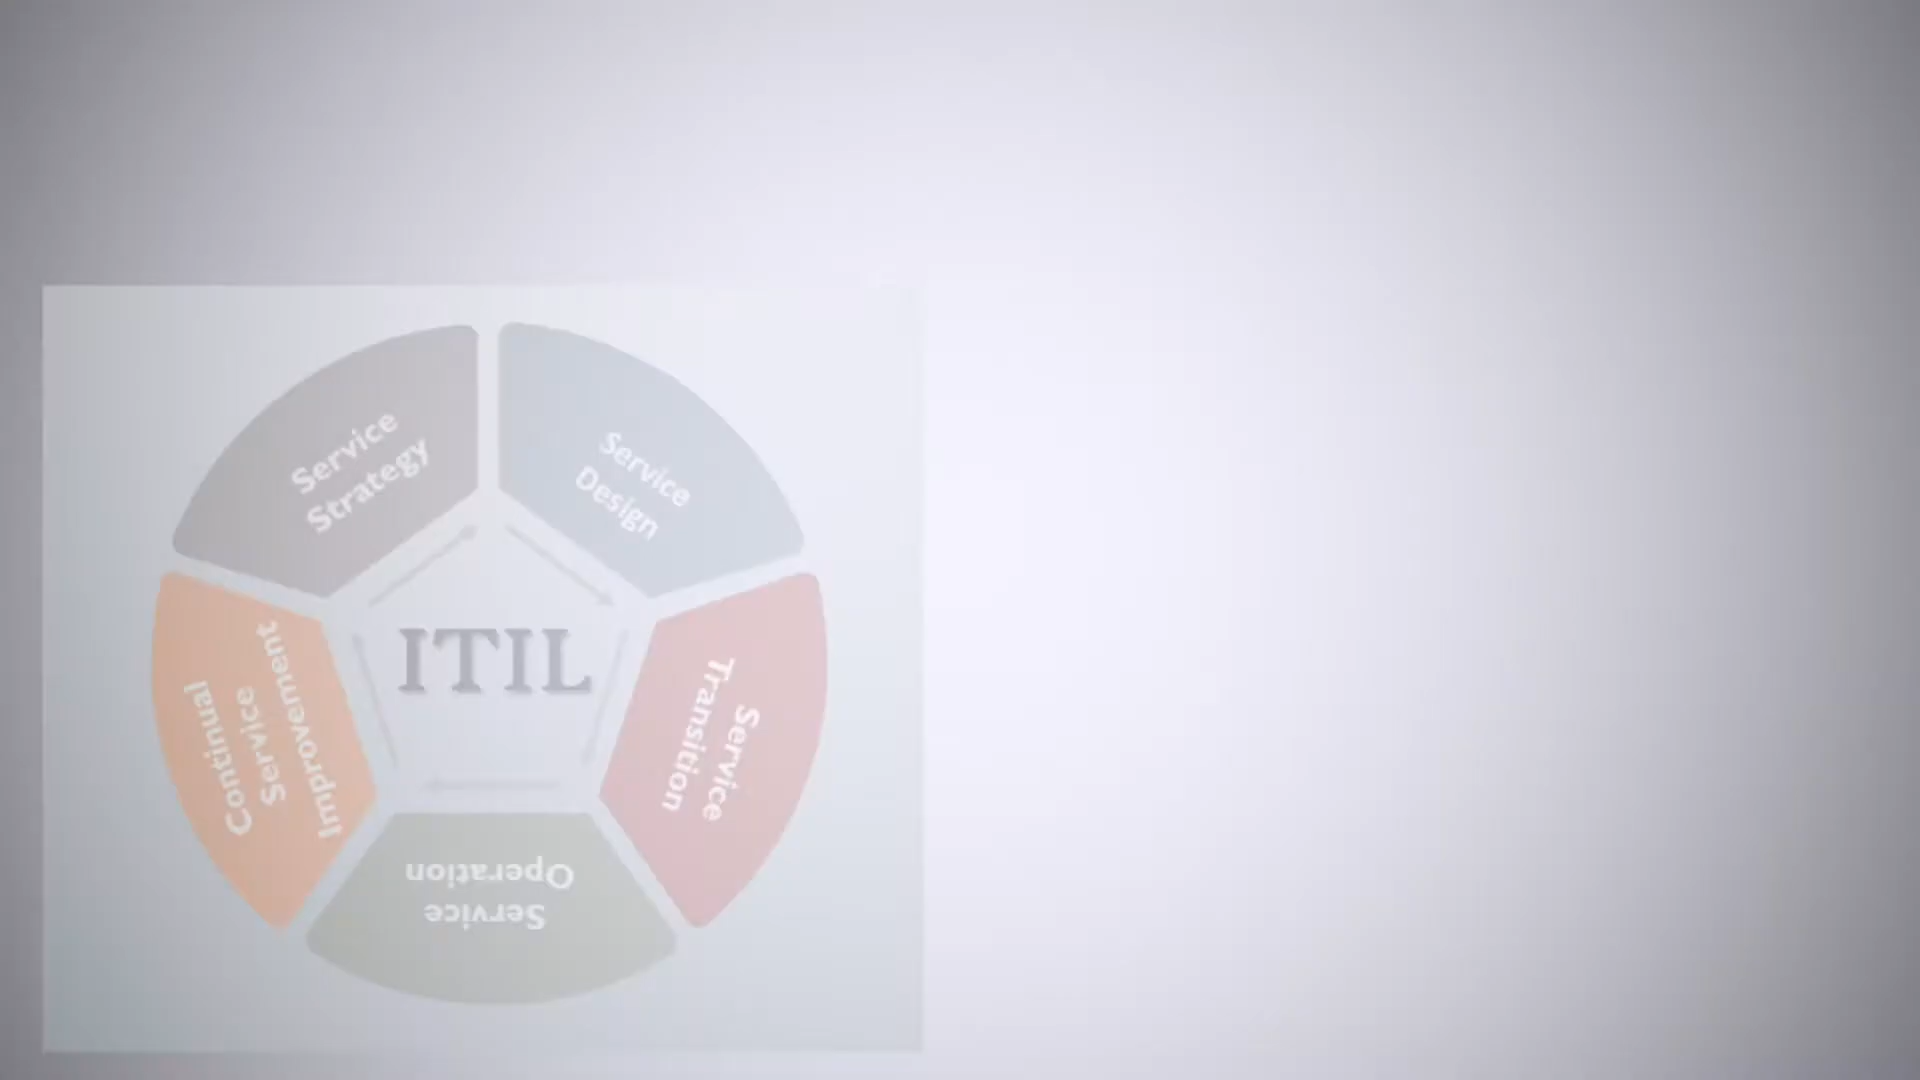 Service
Strategy
Service
Design
Service
Transition
Service
Operation
Continual
Service
Improvement
ITIL